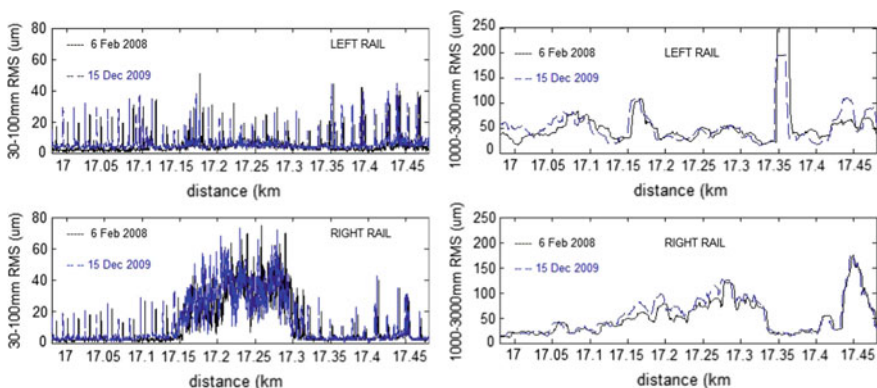 30-100mm RMS (um)
80
60
40
20
0
6 Feb 2008
15 Dec 2009
LEFT RAIL
17 17.05 17.1 17.15 17.2 17.25 17.3 17.35 17.4 17.45
distance (km
1000-3000mm RMS (um)
250
200
150
100
50
0
6 Feb 2008
15 Dec 2009
LEFT RAIL
17 17.05 17.1 17.15 17.2 17.25 17.3 17.35 17.4 17.45
distance (km
30-100mm RMS (um)
80
60
40
20
0
6 Feb 2008
15 Dec 2009
RIGHT RAIL
17 17.05 17.1 17.15 17.2 17.25 17.3 17.35 17.4 17.45
distance (km
1000-3000mm RMS (um)
250
200
150
100
50
0
6 Feb 2008
15 Dec 2009
RIGHT RAIL
17 17.05 17.1 17.15 17.2 17.25 17.3 17.35 17.4 17.45
distance (km